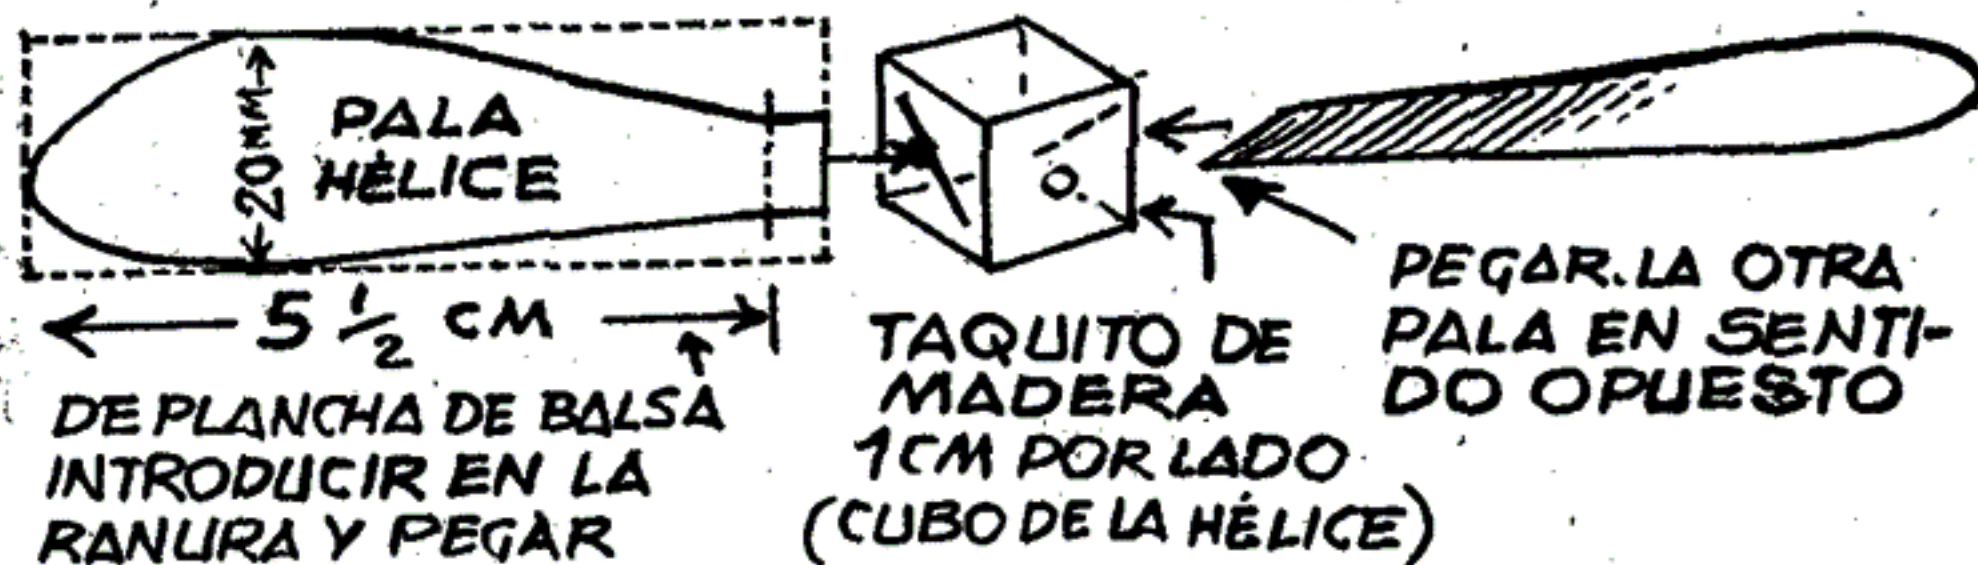 20MM
PALA
HÉLICE
5 1/2 CM
DE PLANCHA DE BALSA
INTRODUCIR EN LA
RANURA Y PEGAR
TAQUITO DE
MADERA
1CM POR LADO
(CUBO DE LA HÉLICE)
PEGAR. LA OTRA
PALA EN SENTI-
DO OPUESTO